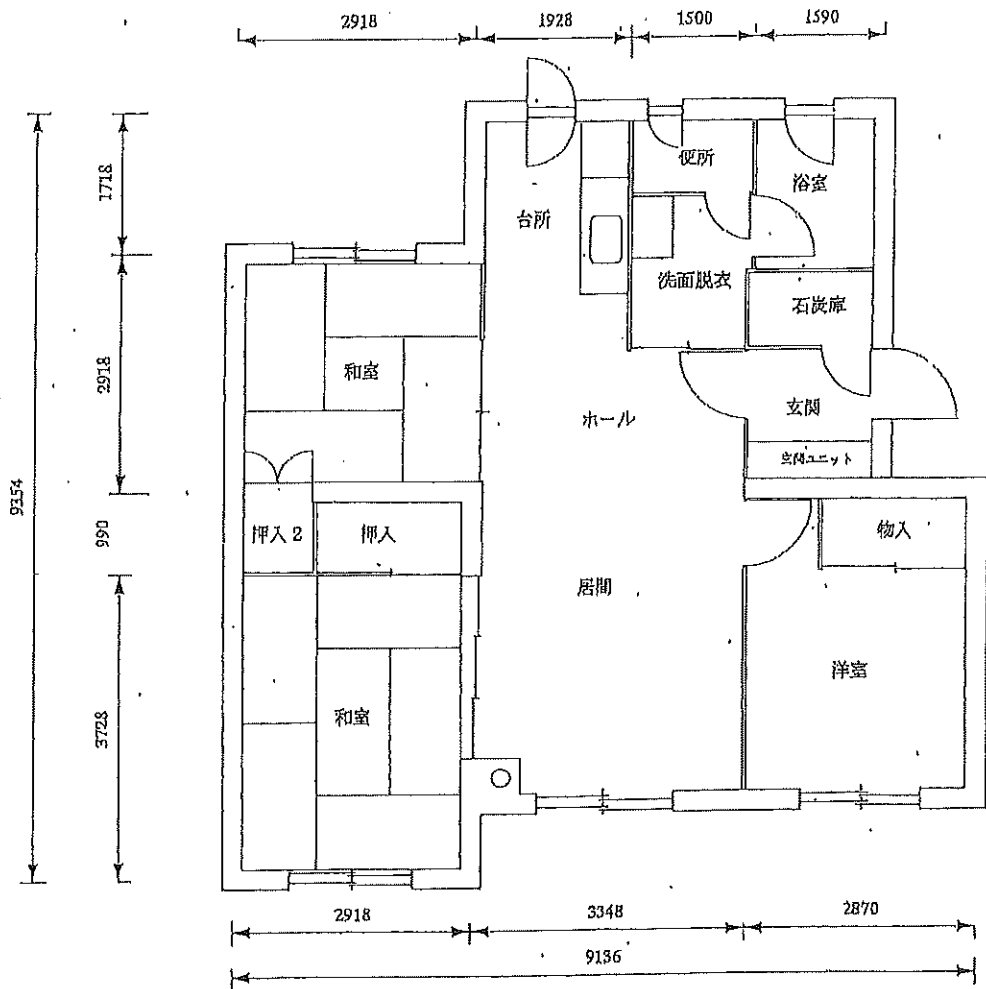 2918
1928
1500
1590
便所
浴室
台所
洗面脱衣
石炭庫
和室
ホール
玄関
玄関ユニット
押入2
押入
物入
居間
洋室
和室
1718
2918
990
3728
9354
2918
3348
2870
9136